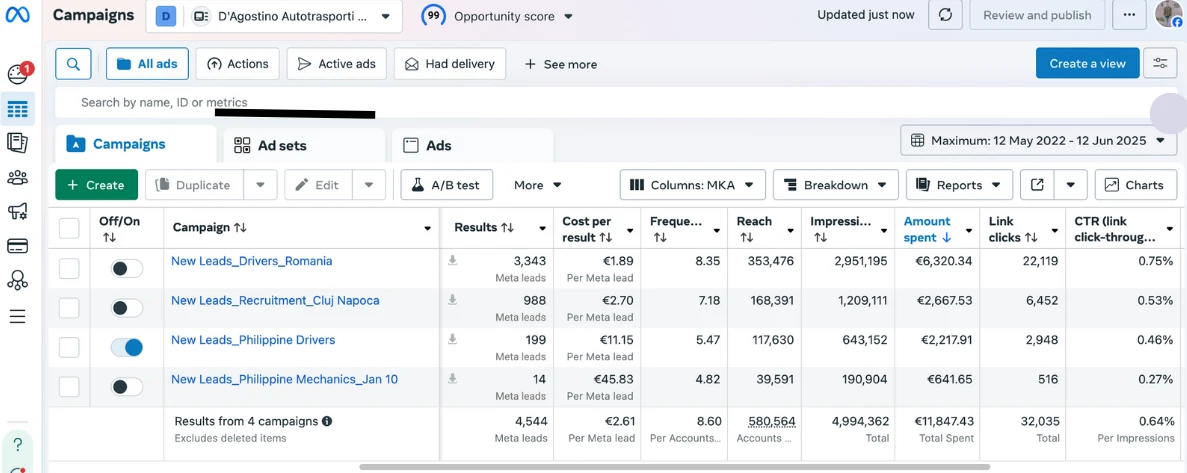 Campaigns
D
D'Agostino Autotrasporti ...
99
Opportunity score
Updated just now
Review and publish
1
All ads
Actions
Active ads
Had delivery
+ See more
Create a view
Search by name, ID or metrics
Campaigns
Ad sets
Ads
Maximum: 12 May 2022 - 12 Jun 2025
+ Create
Duplicate
Edit
A/B test
More
Columns: MKA
Breakdown
Reports
Charts
Off/On
Campaign
Results
Cost per result
Freque...
Reach
Impressi...
Amount spent
Link clicks
CTR (link click-throug...
New Leads_Drivers_Romania 3,343 €1.89 8.35 353,476 2,951,195 €6,320.34 22,119 0.75%
Meta leads Per Meta lead
New Leads_Recruitment_Cluj Napoca 988 €2.70 7.18 168,391 1,209,111 €2,667.53 6,452 0.53%
Meta leads Per Meta lead
New Leads_Philippine Drivers 199 €11.15 5.47 117,630 643,152 €2,217.91 2,948 0.46%
Meta leads Per Meta lead
New Leads_Philippine Mechanics_Jan 10 14 €45.83 4.82 39,591 190,904 €641.65 516 0.27%
Meta leads Per Meta lead
Results from 4 campaigns 4,544 €2.61 8.60 580,564 4,994,362 €11,847.43 32,035 0.64%
Excludes deleted items Meta leads Per Meta lead Per Accounts... Accounts ... Total Total Spent Total Per Impressions
?